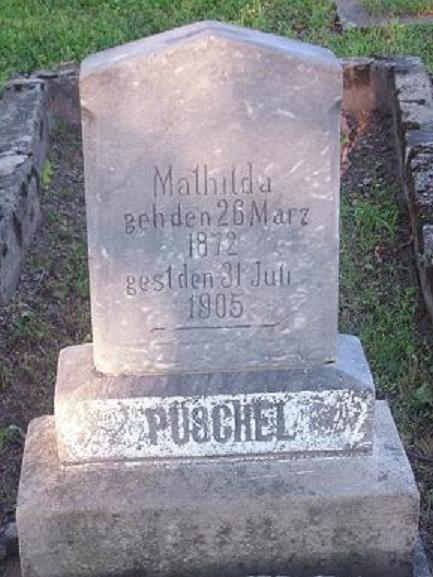 Mathilda
geb den 26 Marz
1872
gest den 31 Juli
1905
PUSCHEL